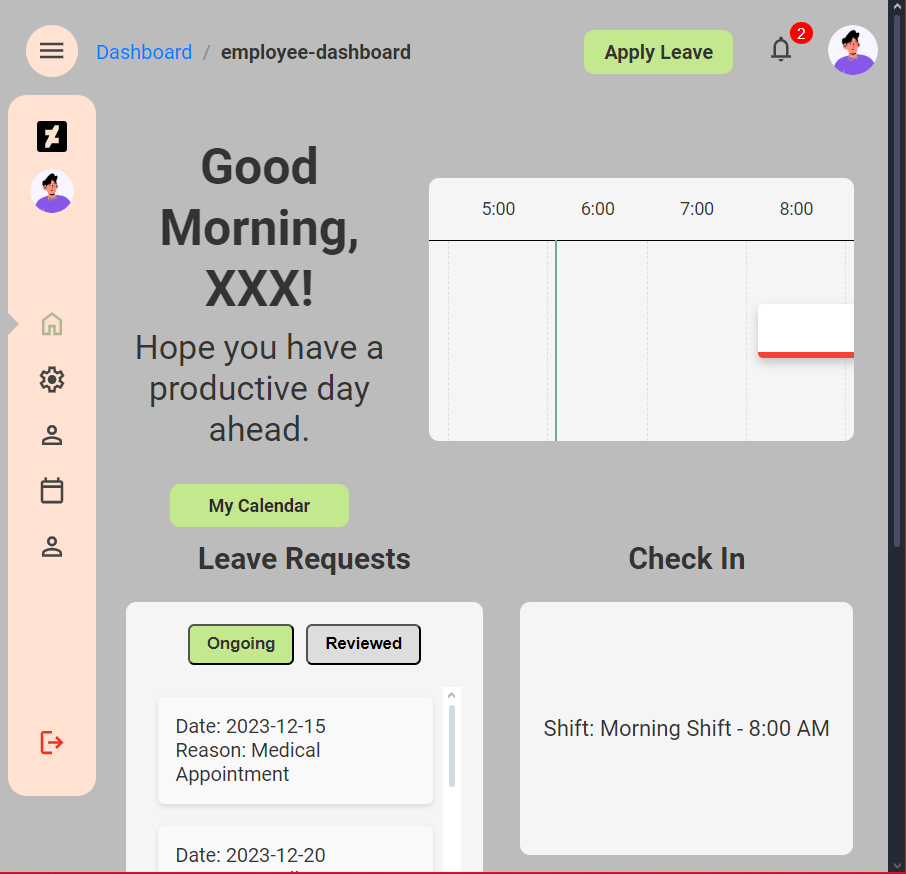 Dashboard / employee-dashboard
Apply Leave
2
Good
Morning,
XXX!
Hope you have a
productive day
ahead.
5:00 6:00 7:00 8:00
My Calendar
Leave Requests
Check In
Ongoing
Reviewed
Date: 2023-12-15
Reason: Medical
Appointment
Date: 2023-12-20
Shift: Morning Shift - 8:00 AM